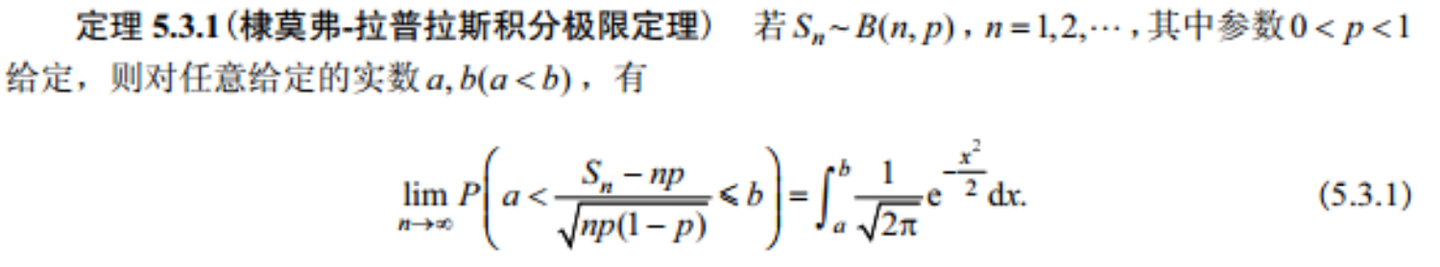 定理 5.3.1(棣莫弗-拉普拉斯积分极限定理) 若 $S_n \sim B(n, p)$，$n = 1,2,\cdots$，其中参数 $0 < p < 1$
给定，则对任意给定的实数 $a, b(a < b)$，有
$$\lim_{n \to \infty} P\left( a < \frac{S_n - np}{\sqrt{np(1-p)}} \leqslant b \right) = \int_a^b \frac{1}{\sqrt{2\pi}} \mathrm{e}^{-\frac{x^2}{2}} \mathrm{d}x. \quad (5.3.1)$$